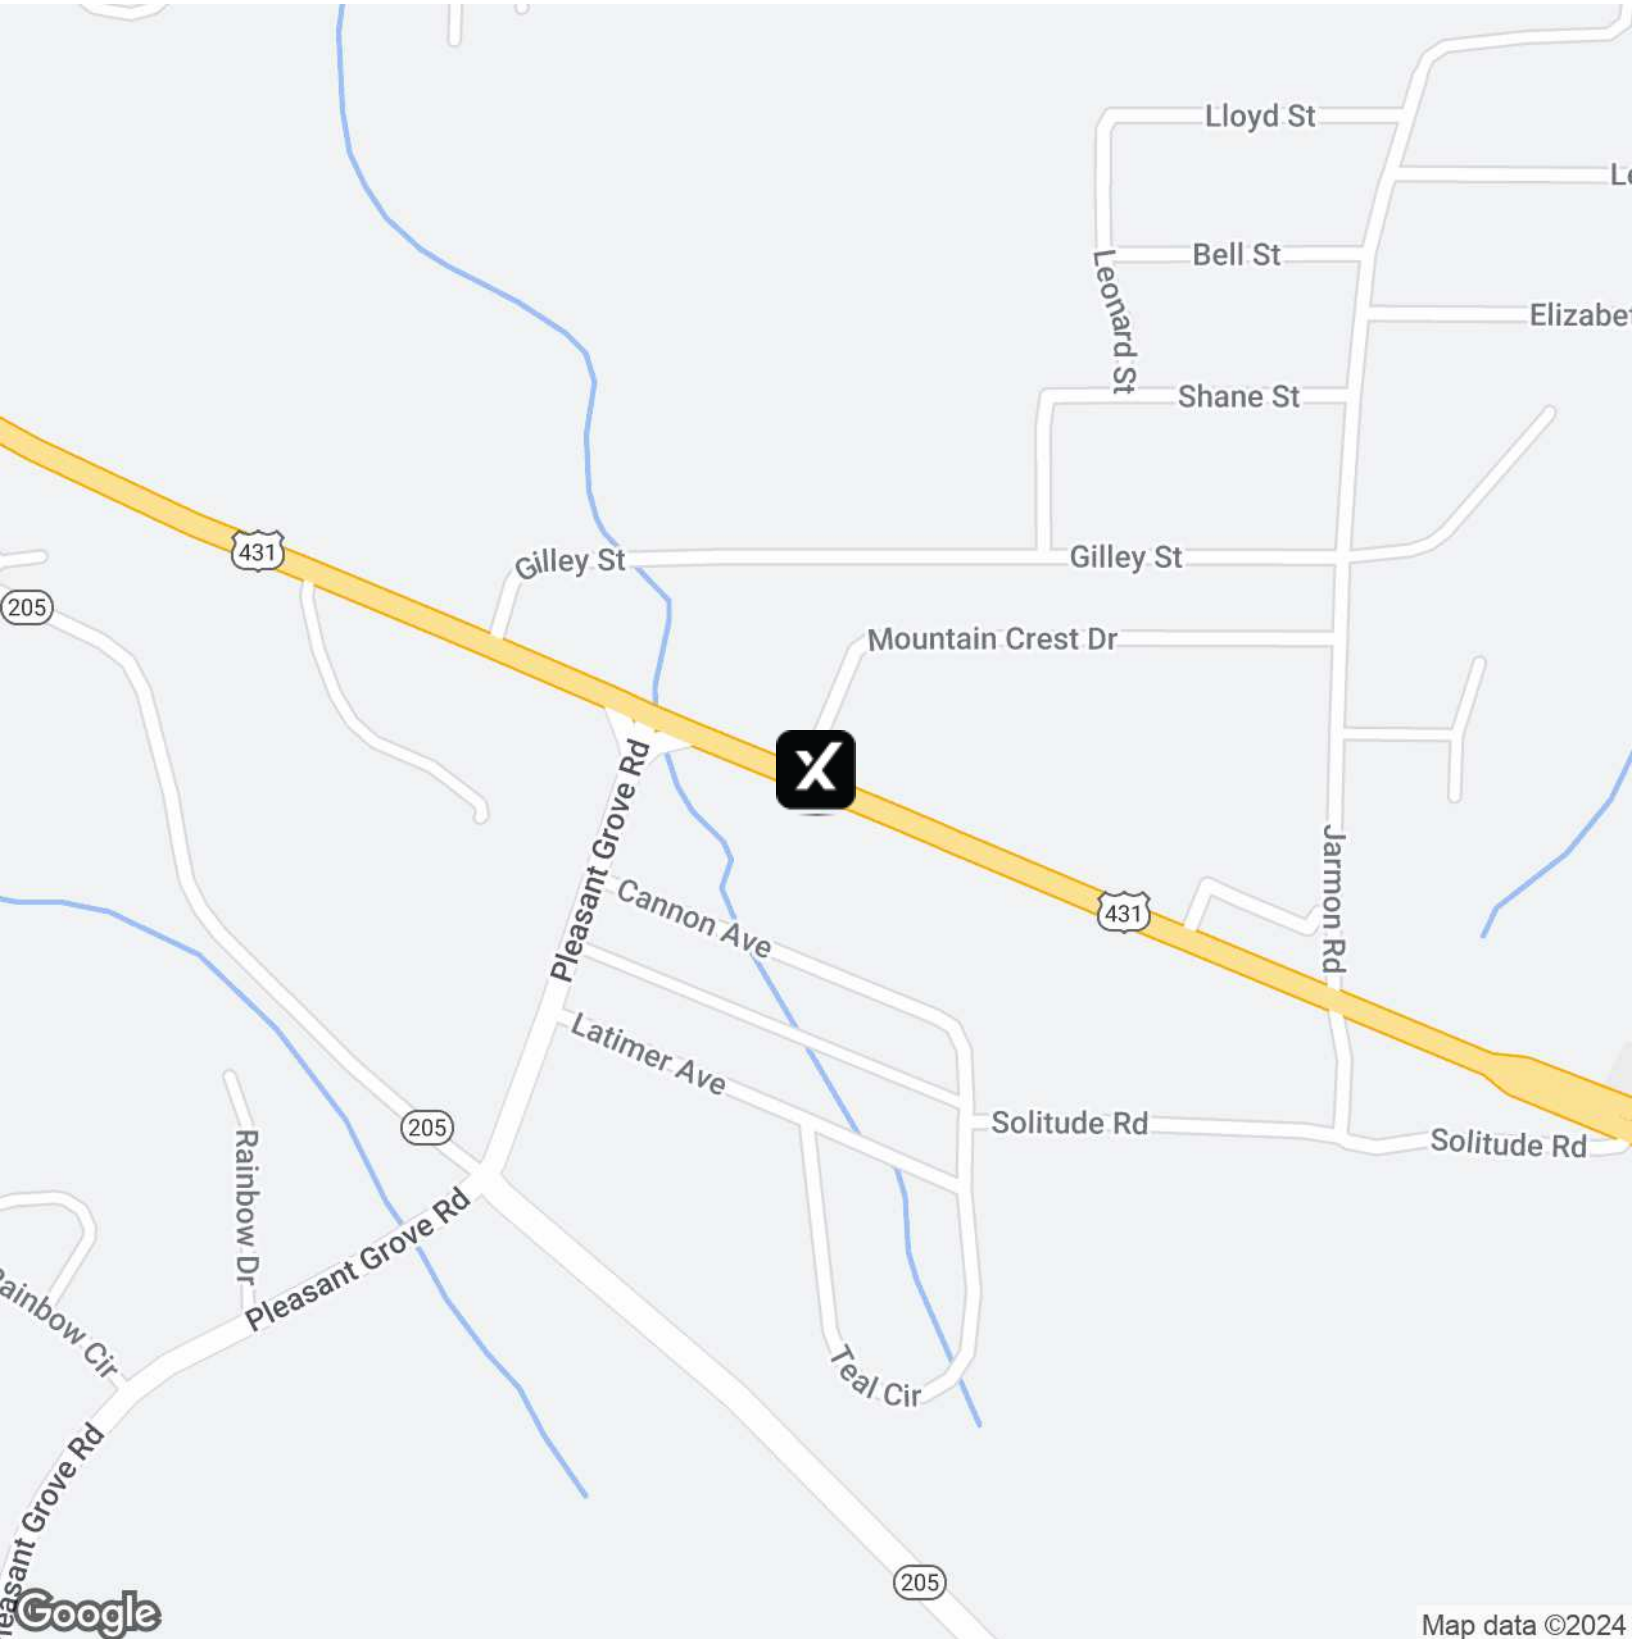 Lloyd St
Le
Bell St
Leonard St
Elizabet
Shane St
431
Gilley St
Gilley St
205
Mountain Crest Dr
X
Pleasant Grove Rd
Jarmon Rd
Cannon Ave
431
Latimer Ave
205
Solitude Rd
Solitude Rd
Rainbow Dr
Pleasant Grove Rd
ainbow Cir
Teal Cir
easant Grove Rd
205
Google
Map data ©2024